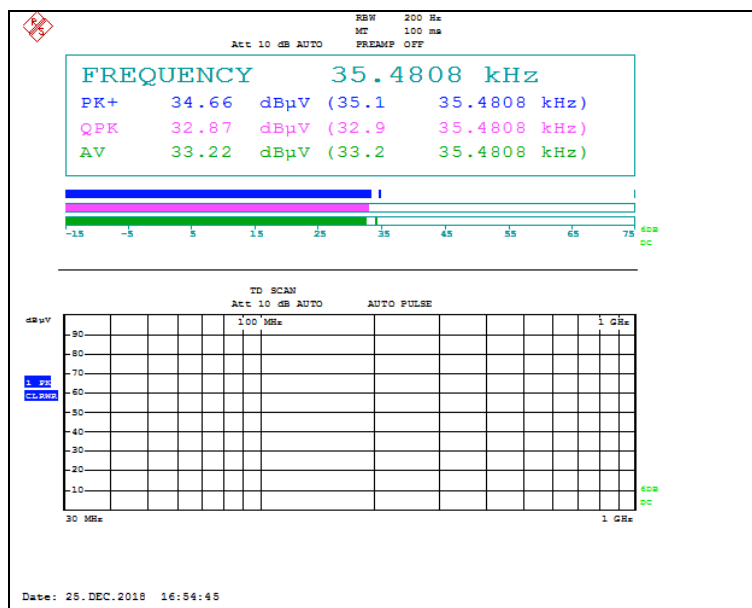 RBW 200 Hz
MT 100 ms
Att 10 dB AUTO PREAMP OFF
FREQUENCY 35.4808 kHz
PK+ 34.66 dBµV (35.1 35.4808 kHz)
QPK 32.87 dBµV (32.9 35.4808 kHz)
AV 33.22 dBµV (33.2 35.4808 kHz)
-15 -5 5 15 25 35 45 55 65 75
6DB
DC
TD SCAN
Att 10 dB AUTO AUTO PULSE
dBµV
100 MHz 1 GHz
90
80
70
1 PK
CLRWR
60
50
40
30
20
10
6DB
DC
30 MHz 1 GHz
Date: 25.DEC.2018 16:54:45